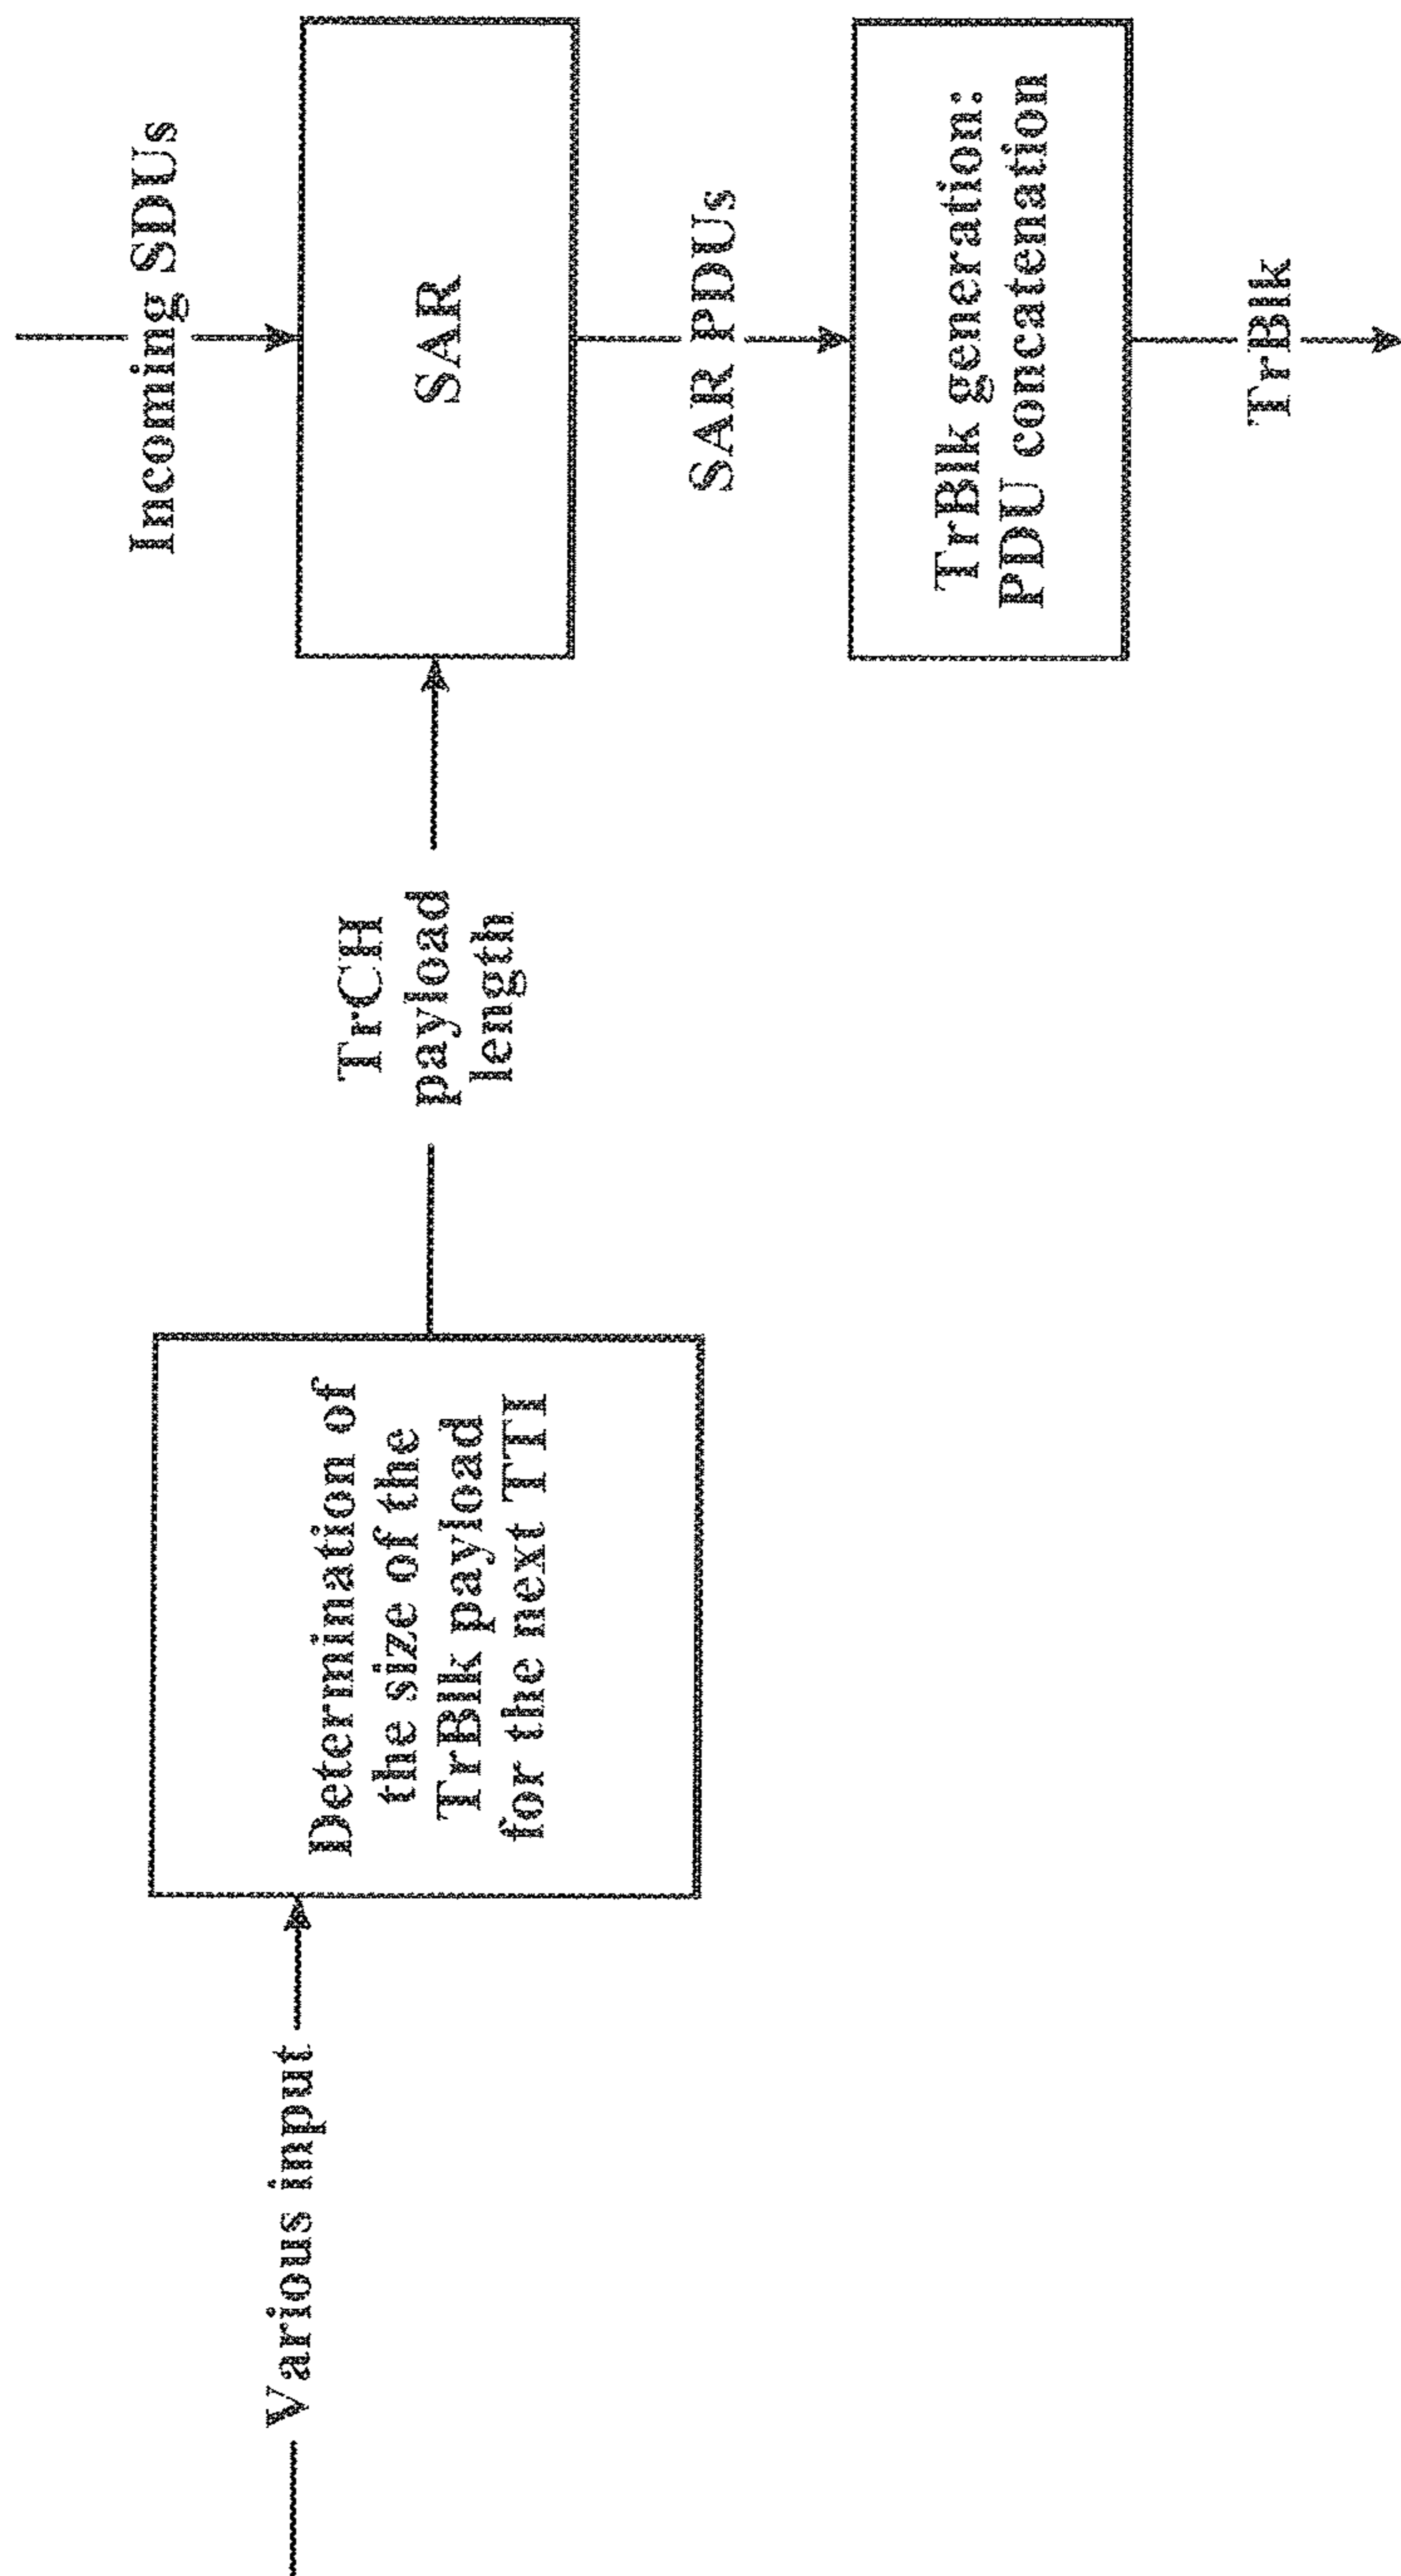 Various input
Determination of
the size of the
TrBlk payload
for the next TTI
TrCH
payload
length
Incoming SDUs
SAR
SAR PDUs
TrBlk generation:
PDU concatenation
TrBlk